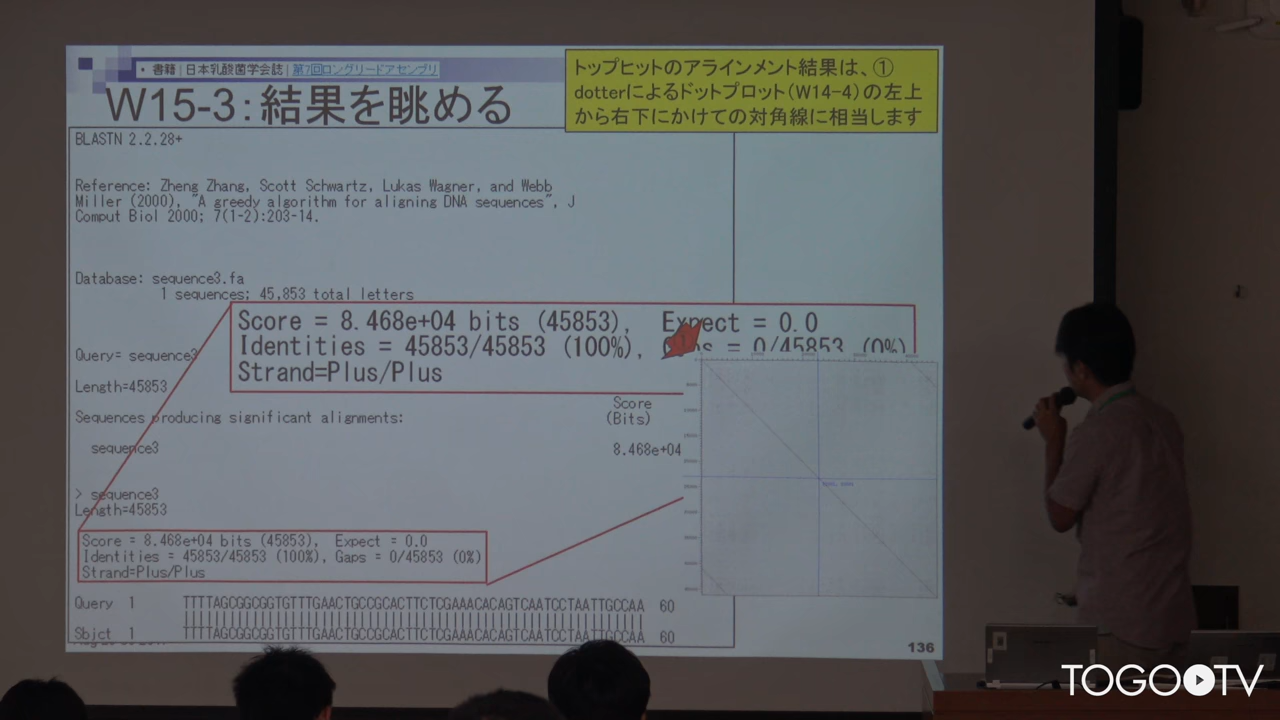 ・書籍｜日本乳酸菌学会誌｜第7回ロングリードアセンブリ
W15-3：結果を眺める
トップヒットのアラインメント結果は、①
dotterによるドットプロット(W14-4)の左上
から右下にかけての対角線に相当します
BLASTN 2.2.28+
Reference: Zheng Zhang, Scott Schwartz, Lukas Wagner, and Webb
Miller (2000), "A greedy algorithm for aligning DNA sequences", J
Comput Biol 2000; 7(1-2):203-14.
Database: sequence3.fa
1 sequences; 45,853 total letters
Score = 8.468e+04 bits (45853), Expect = 0.0
Identities = 45853/45853 (100%), Gaps = 0/45853 (0%)
Strand=Plus/Plus
Query= sequence3
Length=45853
Score
Sequences producing significant alignments: (Bits)
sequence3 8.468e+04
> sequence3
Length=45853
Score = 8.468e+04 bits (45853), Expect = 0.0
Identities = 45853/45853 (100%), Gaps = 0/45853 (0%)
Strand=Plus/Plus
Query 1 TTTTAGCGGCGGTGTTTGAACTGCCGCACTTCTCGAAACACAGTCAATCCTAATTGCCAA 60
Sbjct 1 TTTTAGCGGCGGTGTTTGAACTGCCGCACTTCTCGAAACACAGTCAATCCTAATTGCCAA 60
136
TOGOTV